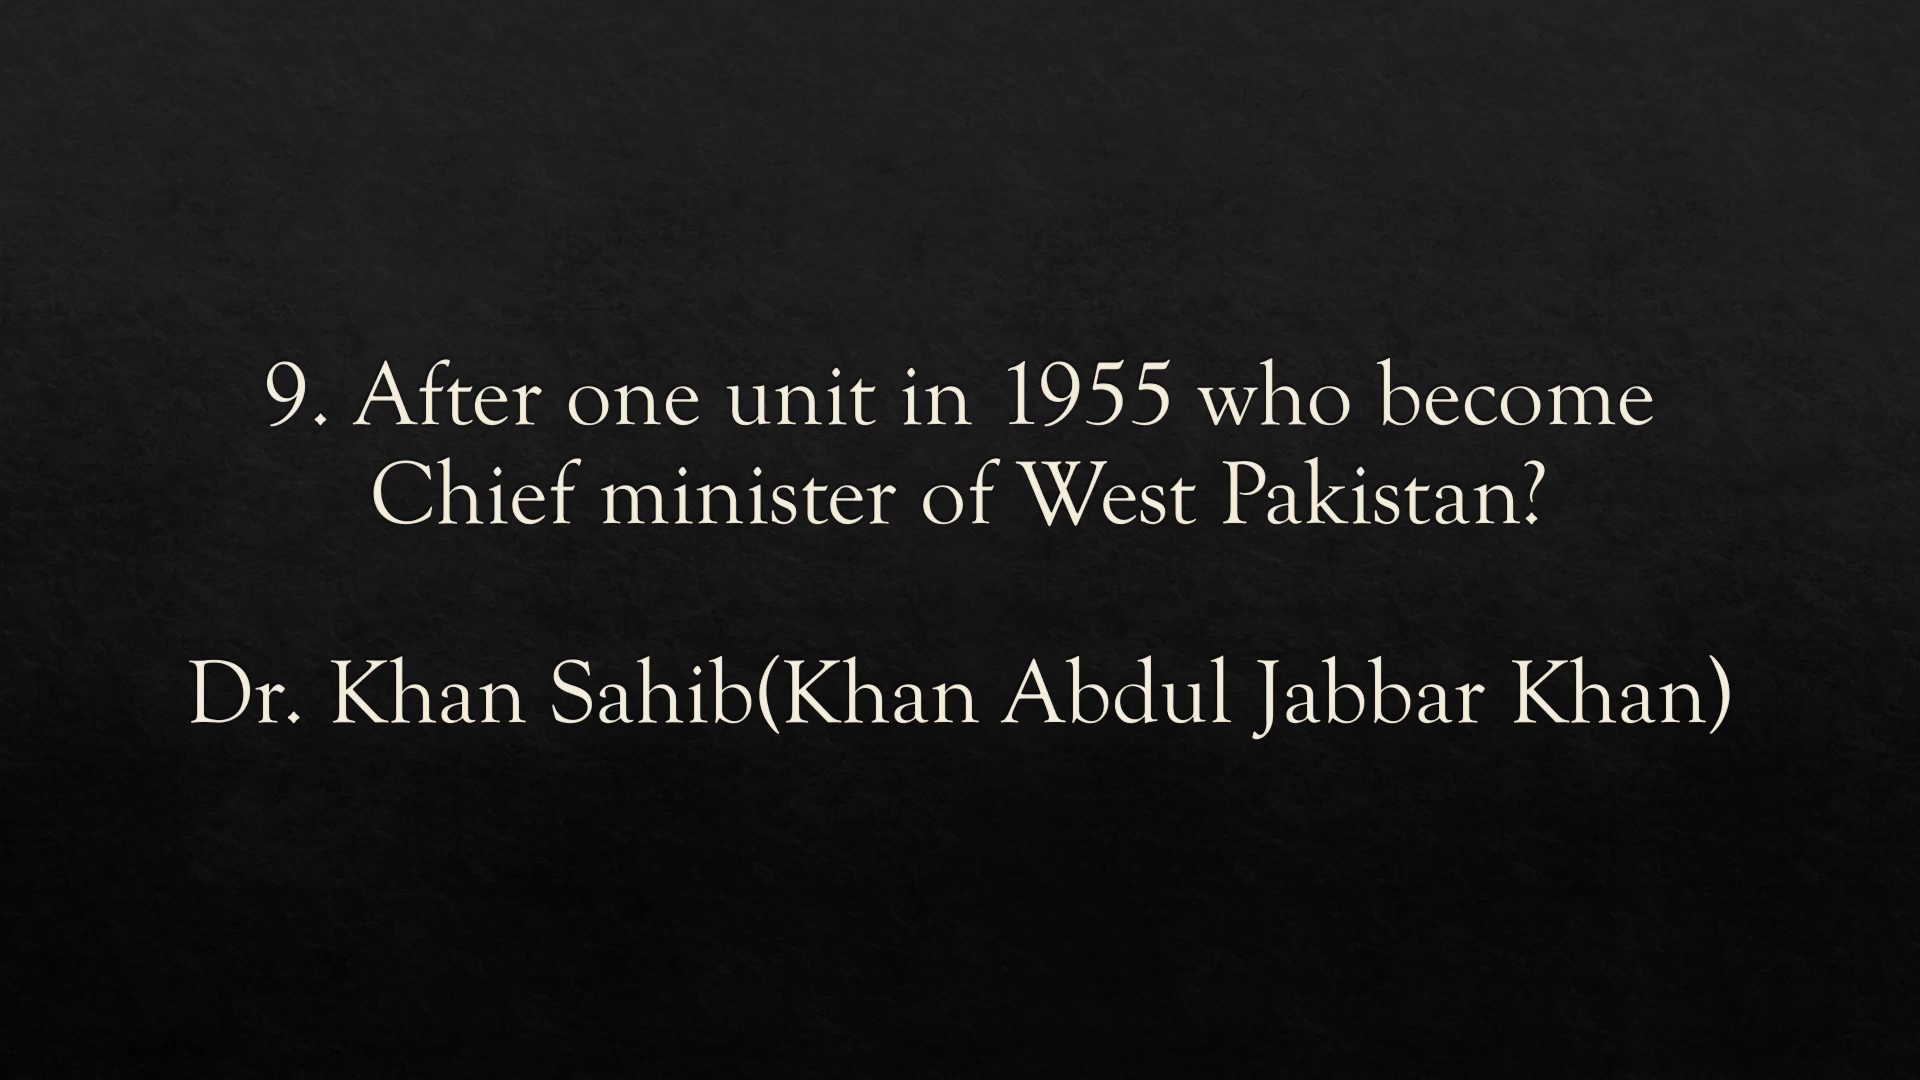 9. After one unit in 1955 who become
Chief minister of West Pakistan?
Dr. Khan Sahib(Khan Abdul Jabbar Khan)